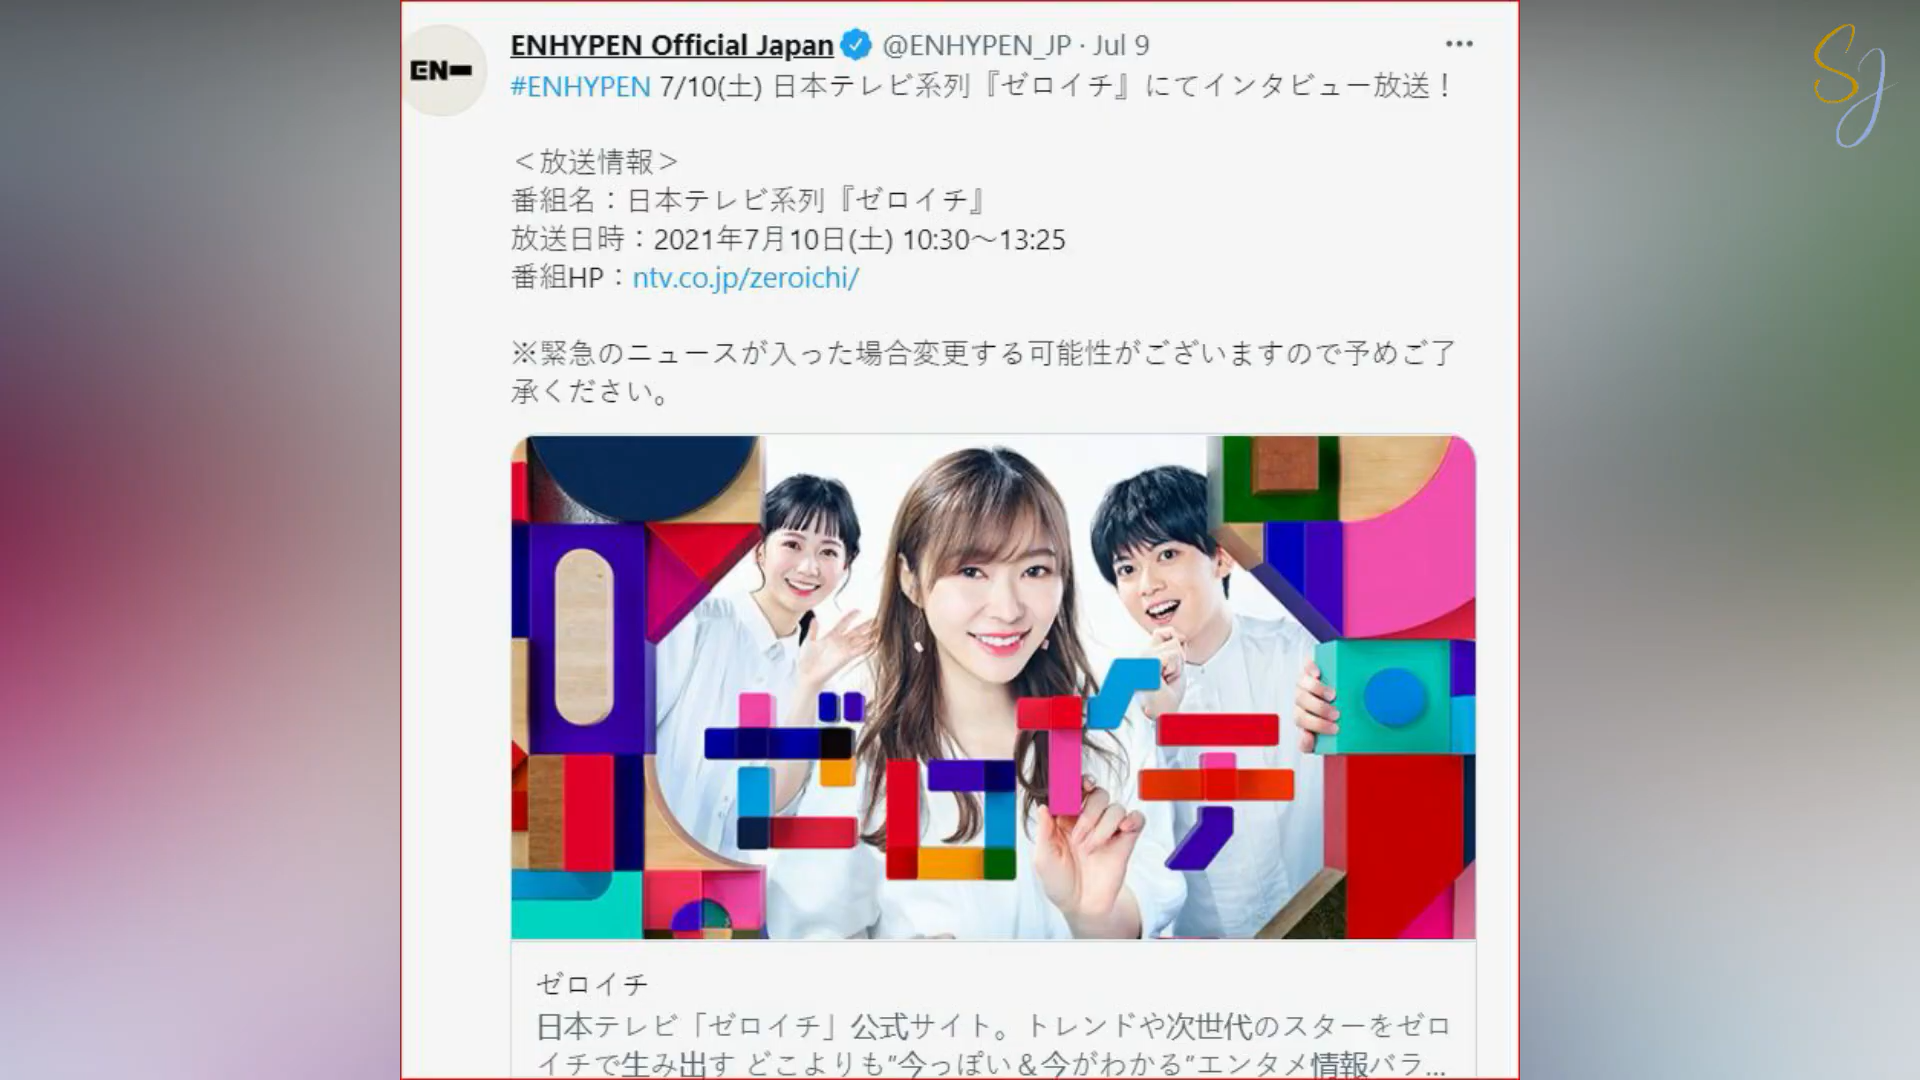 EN-
ENHYPEN Official Japan @ENHYPEN_JP · Jul 9
SJ
#ENHYPEN 7/10(土) 日本テレビ系列『ゼロイチ』にてインタビュー放送！
＜放送情報＞
番組名：日本テレビ系列『ゼロイチ』
放送日時：2021年7月10日(土) 10:30〜13:25
番組HP：ntv.co.jp/zeroichi/
※緊急のニュースが入った場合変更する可能性がございますので予めご了
承ください。
ゼロイチ
ゼロイチ
日本テレビ「ゼロイチ」公式サイト。トレンドや次世代のスターをゼロ
イチで生み出す どこよりも"今っぽい＆今がわかる"エンタメ情報バラ...